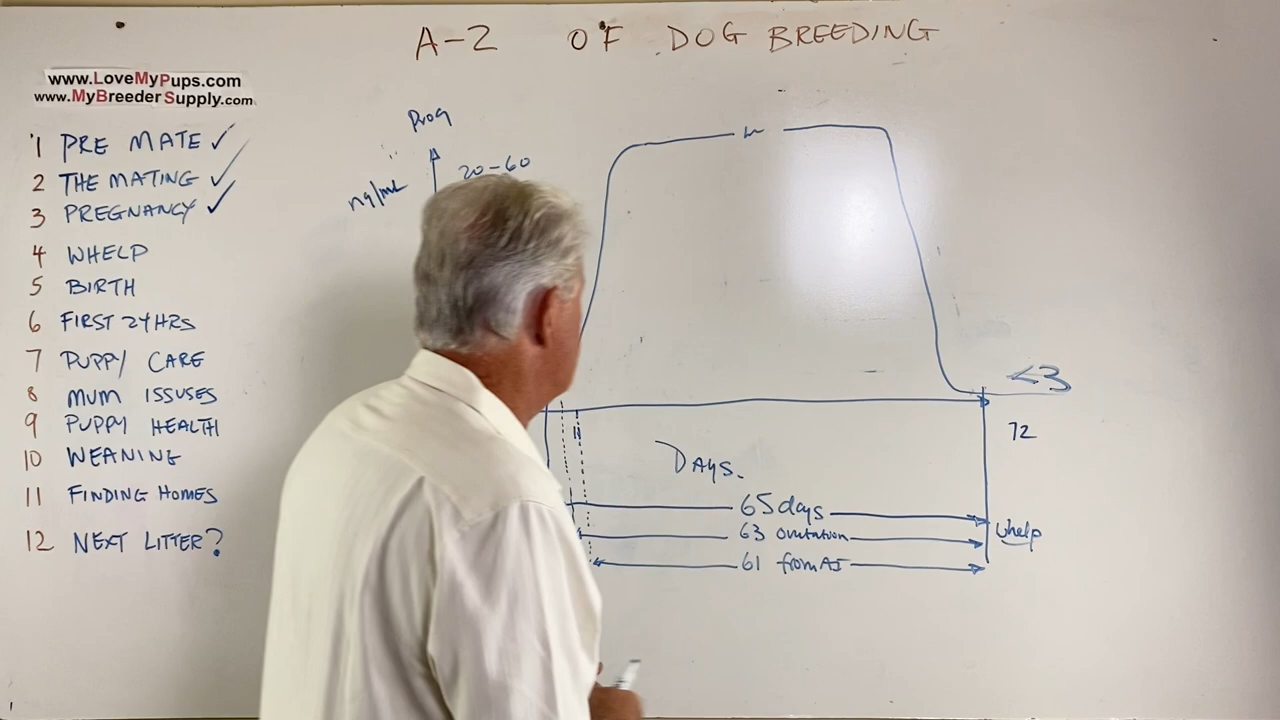 A-Z OF DOG BREEDING
www.LoveMyPups.com
www.MyBreederSupply.com
1 PRE MATE ✓
2 THE MATING ✓
3 PREGNANCY ✓
4 WHELP
5 BIRTH
6 FIRST 24HRS
7 PUPPY CARE
8 MUM ISSUSES
9 PUPPY HEALTH
10 WEANING
11 FINDING HOMES
12 NEXT LITTER?
Prog
ng/mL
20-60
<3
72
DAYS.
65 days
63 ovulation
61 from AI
Whelp